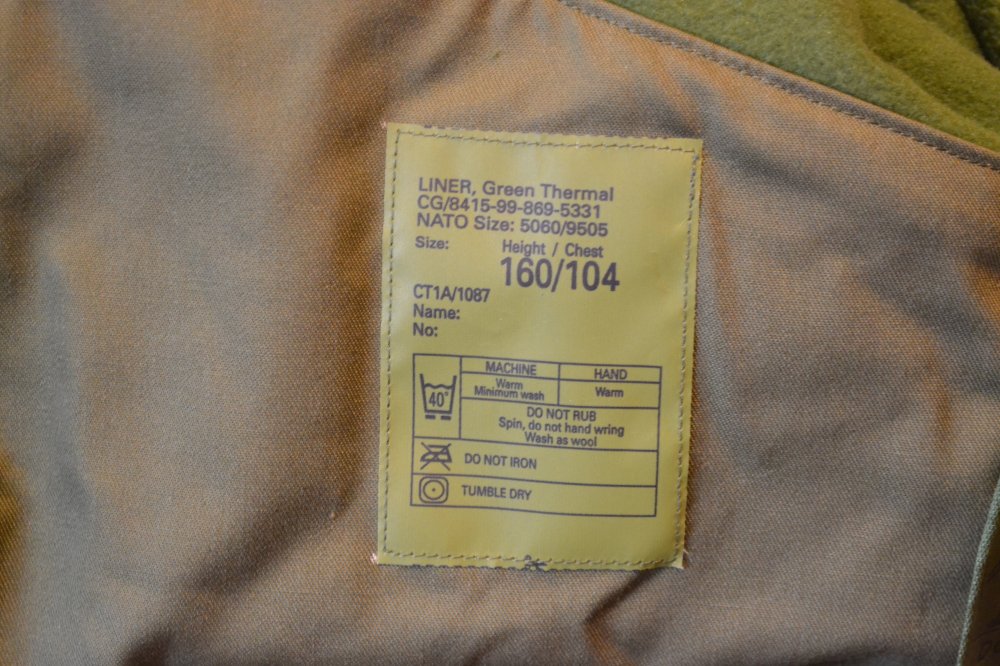 LINER, Green Thermal
CG/8415-99-869-5331
NATO Size: 5060/9505
Size: Height / Chest
160/104
CT1A/1087
Name:
No:
MACHINE HAND
40° Warm Warm
Minimum wash
DO NOT RUB
Spin, do not hand wring
Wash as wool
DO NOT IRON
TUMBLE DRY